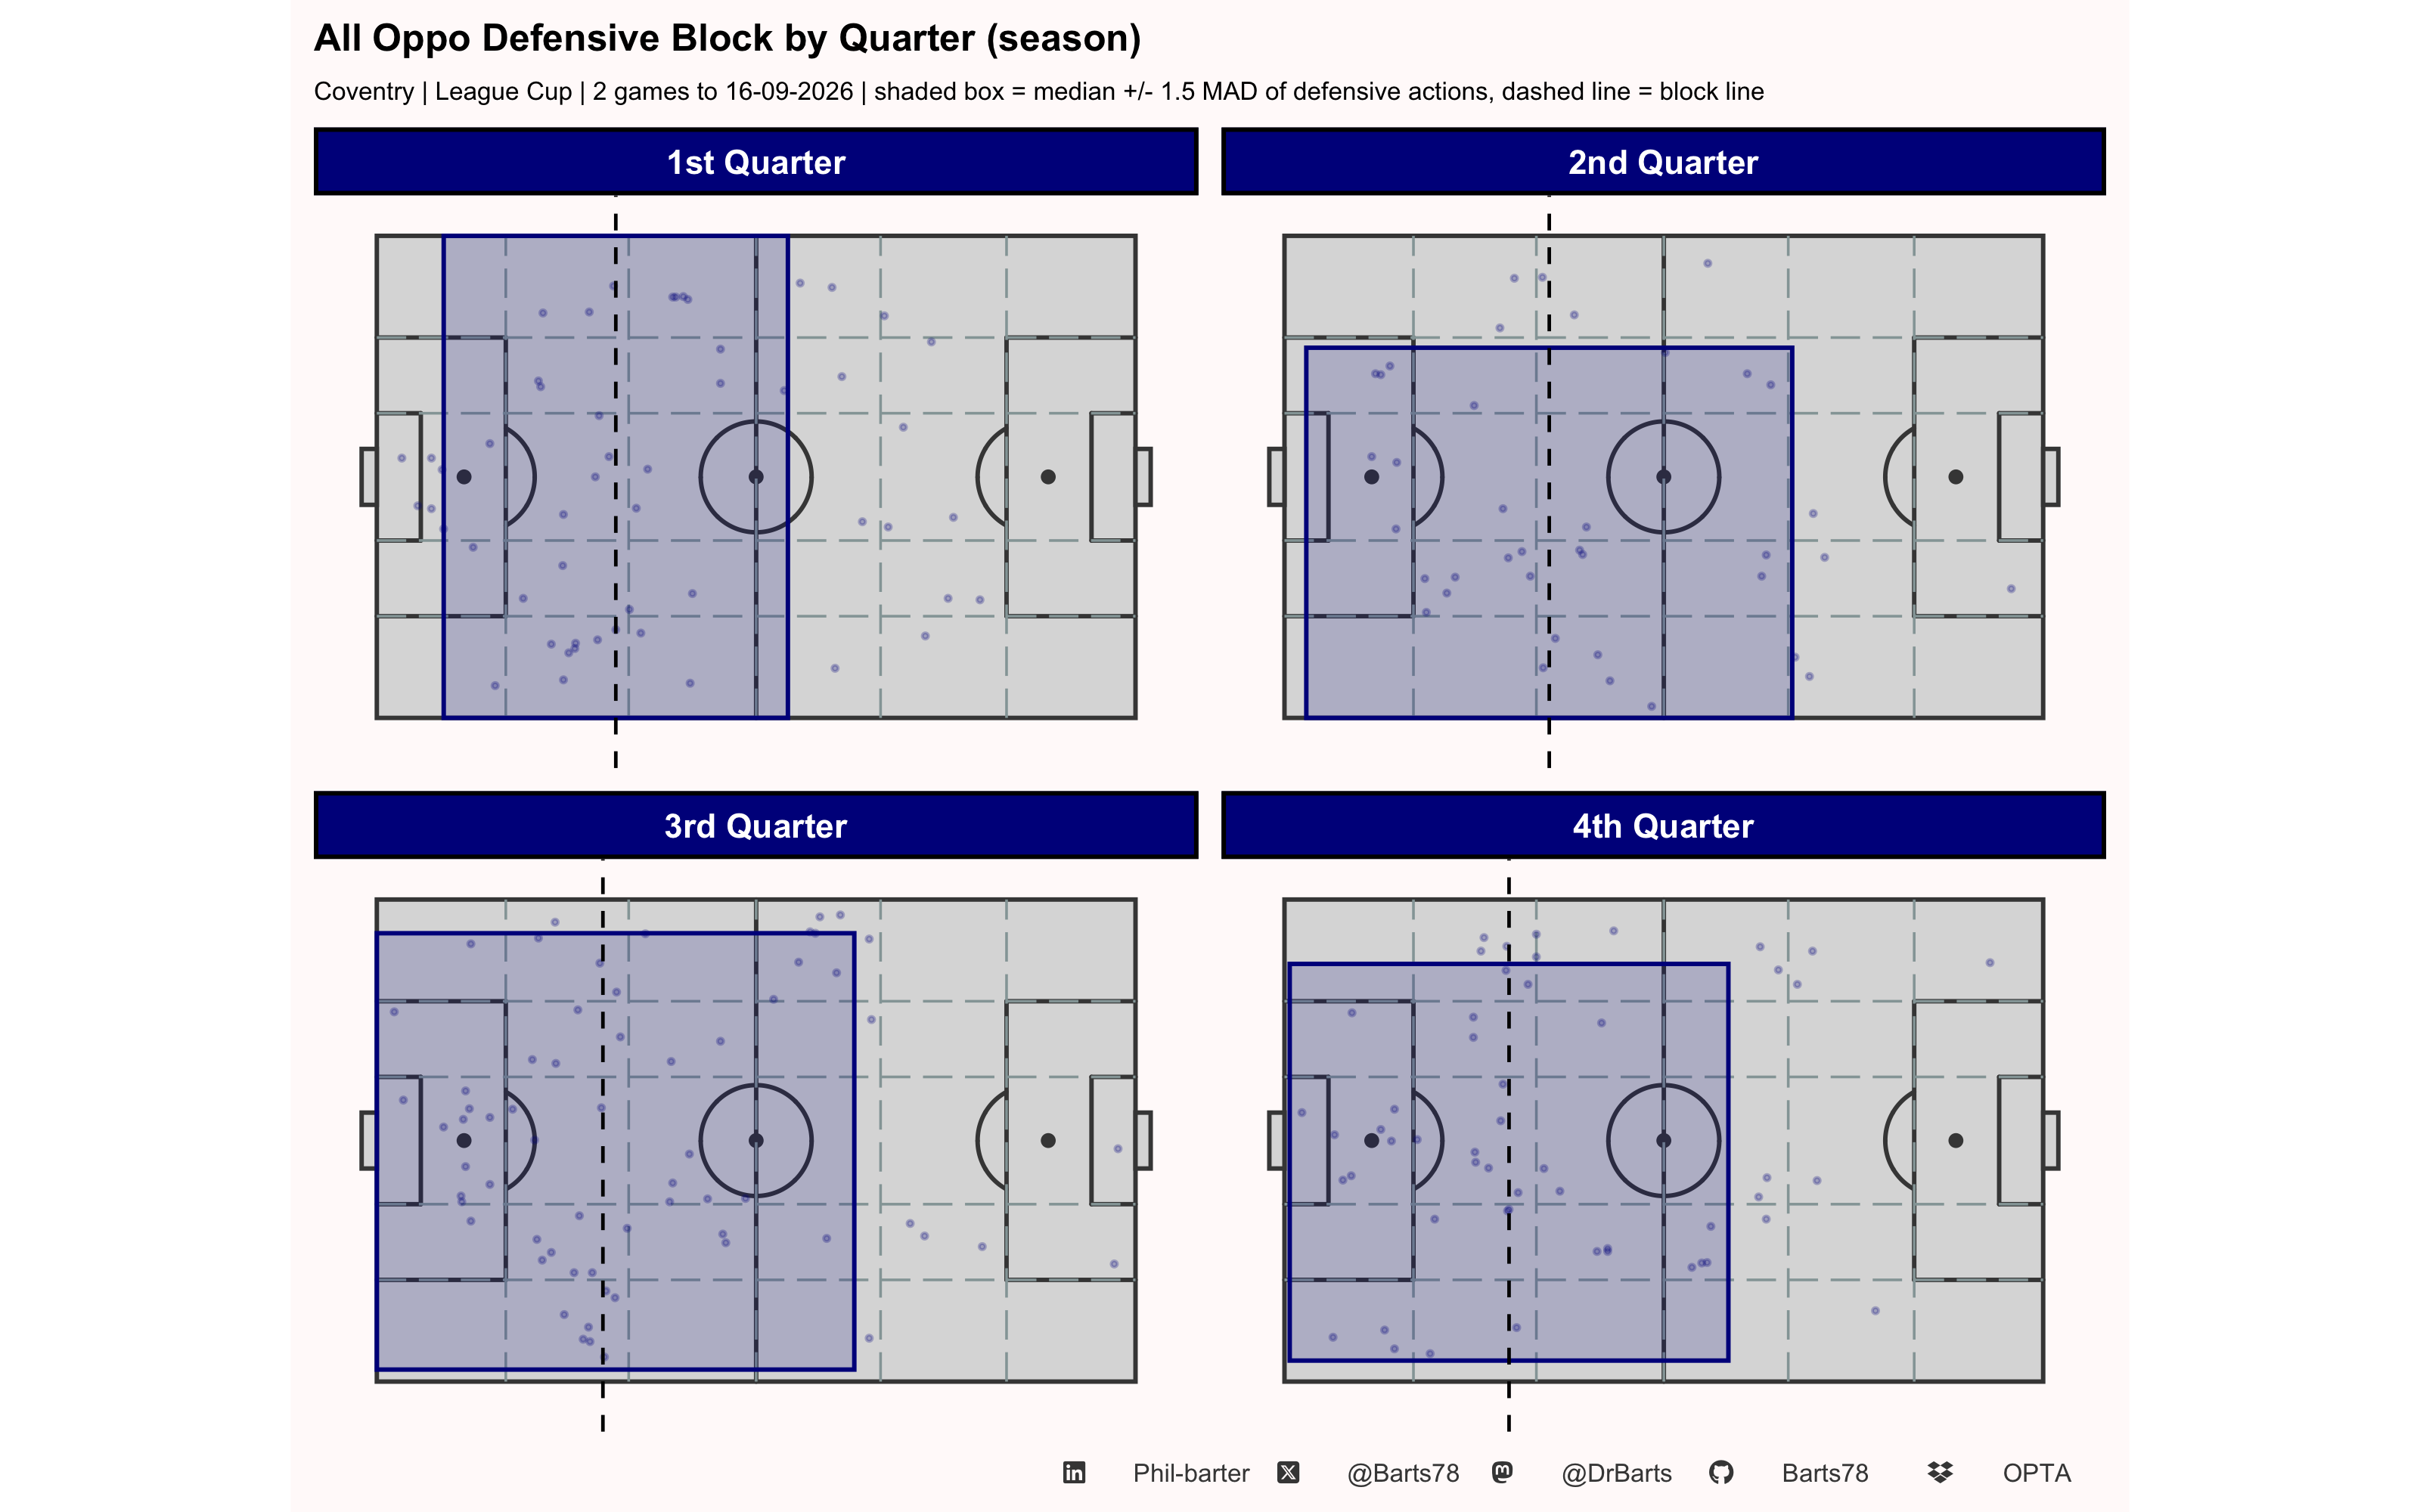 All Oppo Defensive Block by Quarter (season)
Coventry | League Cup | 2 games to 16-09-2026 | shaded box = median +/- 1.5 MAD of defensive actions, dashed line = block line
1st Quarter
2nd Quarter
3rd Quarter
4th Quarter
Phil-barter @Barts78 @DrBarts Barts78 OPTA